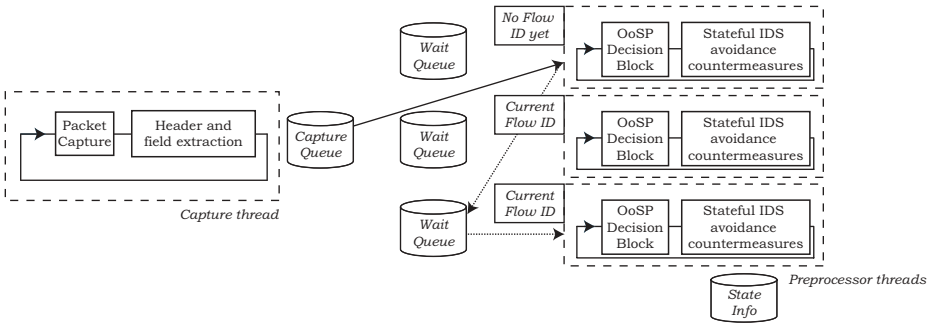 No Flow
ID yet
OoSP
Decision
Block
Stateful IDS
avoidance
countermeasures
Wait
Queue
Packet
Capture
Header and
field extraction
Capture
Queue
Wait
Queue
Current
Flow ID
OoSP
Decision
Block
Stateful IDS
avoidance
countermeasures
Capture thread
Wait
Queue
Current
Flow ID
OoSP
Decision
Block
Stateful IDS
avoidance
countermeasures
Preprocessor threads
State
Info